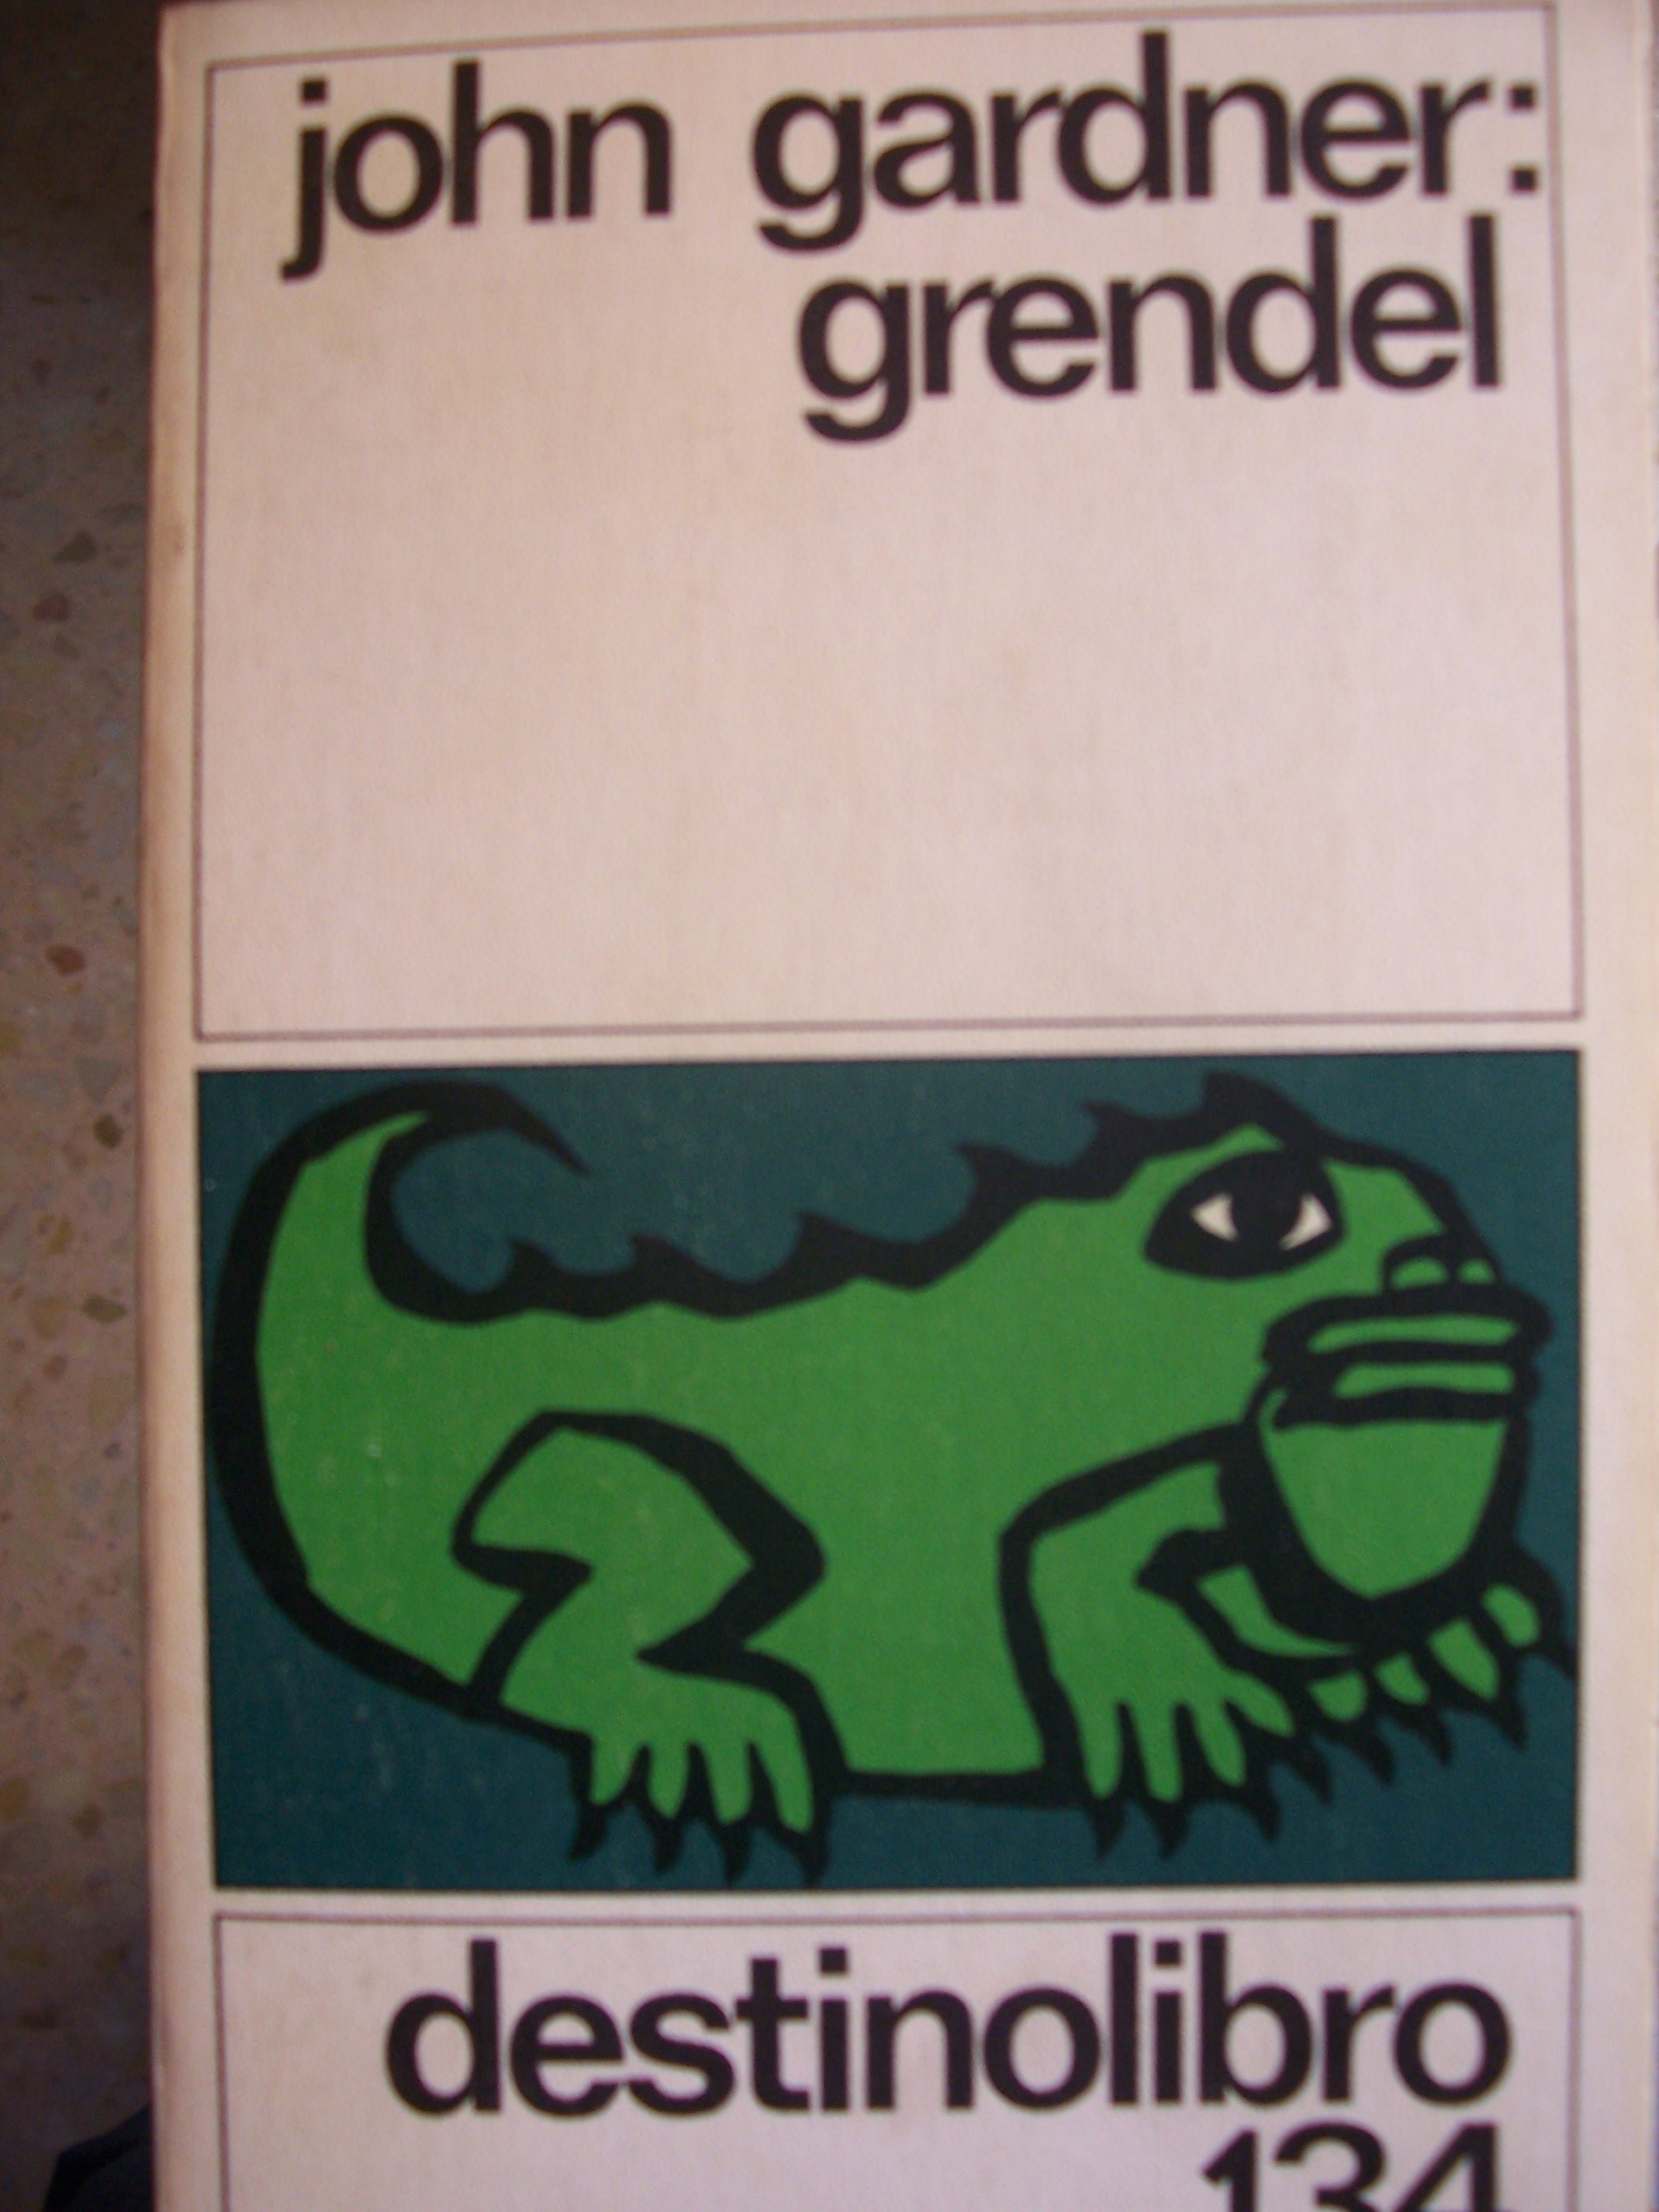 john gardner:
grendel
destinolibro
134